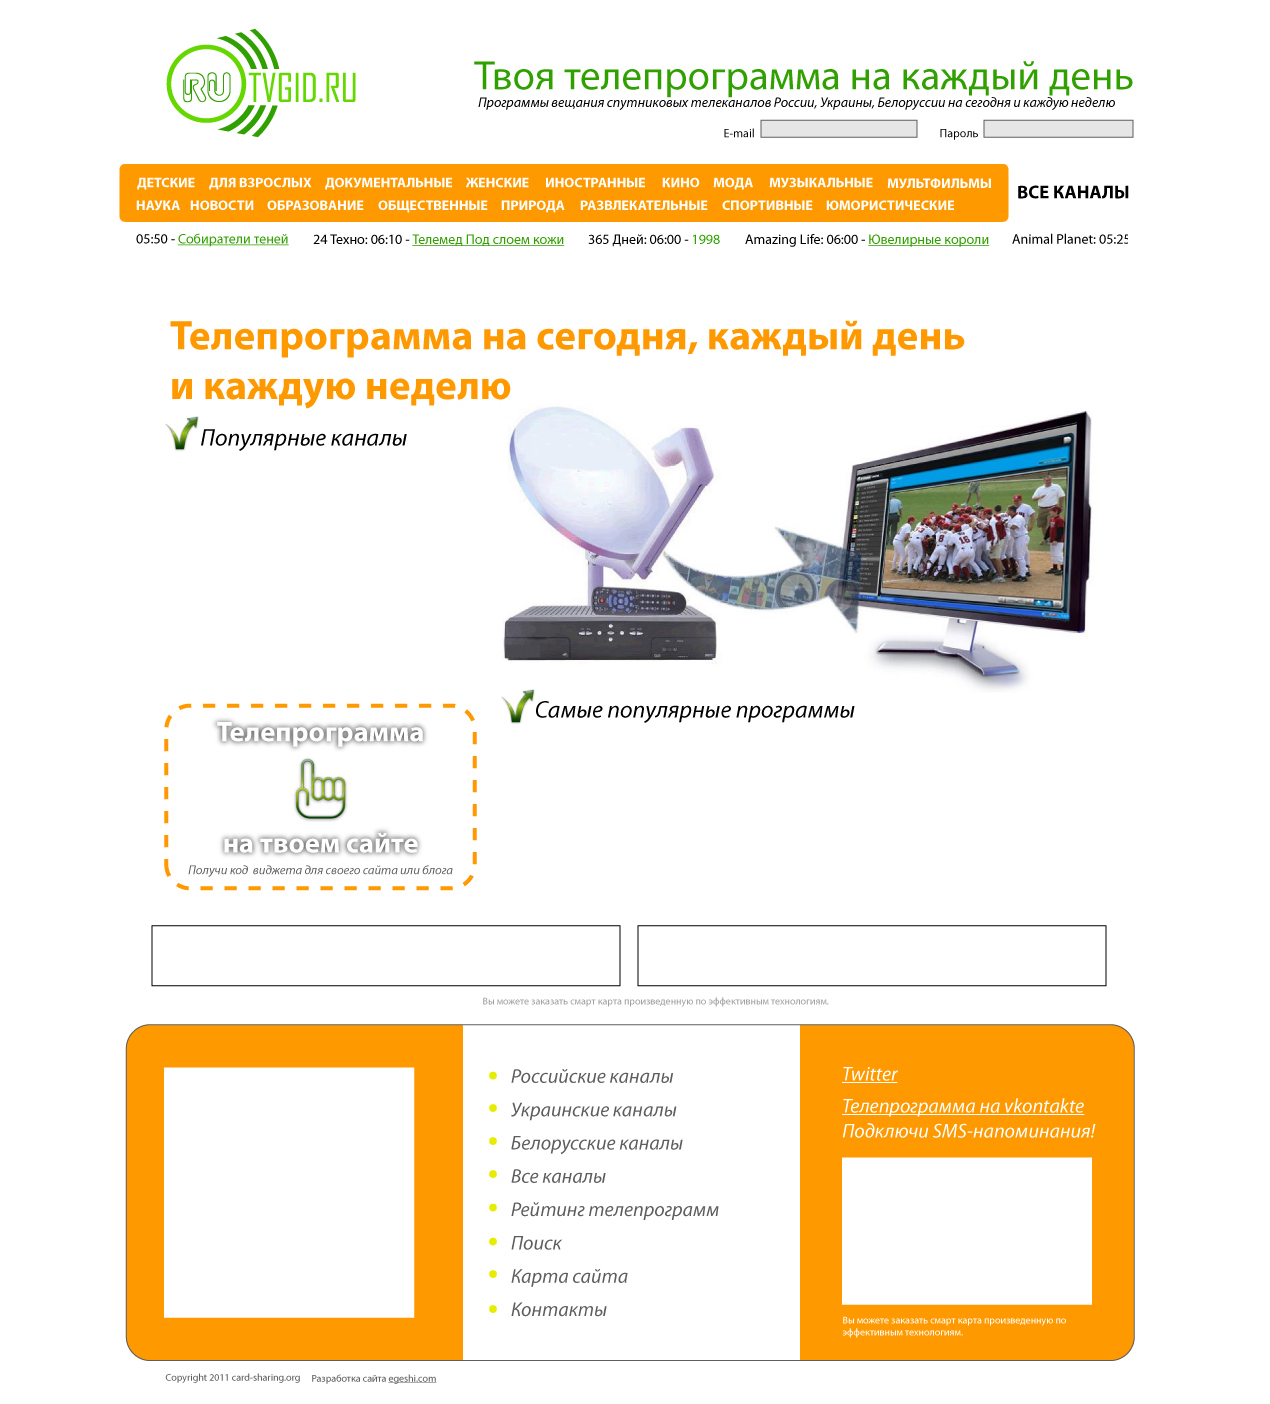 RU TVGID.RU
Твоя телепрограмма на каждый день
Программы вещания спутниковых телеканалов России, Украины, Белоруссии на сегодня и каждую неделю
E-mail Пароль
ДЕТСКИЕ ДЛЯ ВЗРОСЛЫХ ДОКУМЕНТАЛЬНЫЕ ЖЕНСКИЕ ИНОСТРАННЫЕ КИНО МОДА МУЗЫКАЛЬНЫЕ МУЛЬТФИЛЬМЫ
НАУКА НОВОСТИ ОБРАЗОВАНИЕ ОБЩЕСТВЕННЫЕ ПРИРОДА РАЗВЛЕКАТЕЛЬНЫЕ СПОРТИВНЫЕ ЮМОРИСТИЧЕСКИЕ
ВСЕ КАНАЛЫ
05:50 - Собиратели теней 24 Техно: 06:10 - Телемед Под слоем кожи 365 Дней: 06:00 - 1998 Amazing Life: 06:00 - Ювелирные короли Animal Planet: 05:25
Телепрограмма на сегодня, каждый день
и каждую неделю
Популярные каналы
Самые популярные программы
Телепрограмма
на твоем сайте
Получи код виджета для своего сайта или блога
Вы можете заказать смарт карта произведенную по эффективным технологиям.
Российские каналы
Украинские каналы
Белорусские каналы
Все каналы
Рейтинг телепрограмм
Поиск
Карта сайта
Контакты
Twitter
Телепрограмма на vkontakte
Подключи SMS-напоминания!
Вы можете заказать смарт карта произведенную по
эффективным технологиям.
Copyright 2011 card-sharing.org Разработка сайта egeshi.com